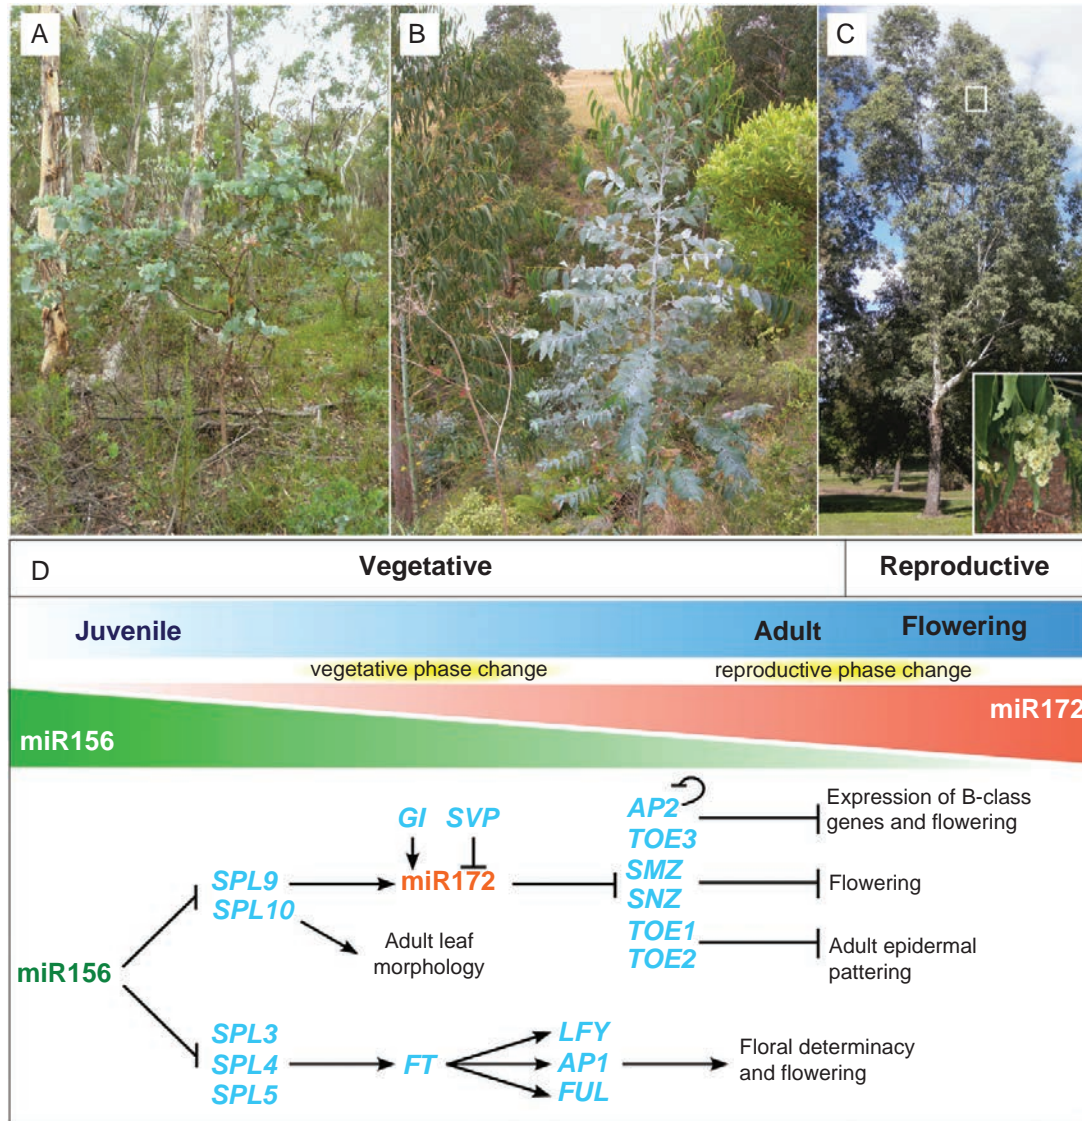 A
B
C
D
Vegetative
Reproductive
Juvenile
Adult
Flowering
vegetative phase change
reproductive phase change
miR172
miR156
GI
SVP
AP2
TOE3
Expression of B-class
genes and flowering
SPL9
SPL10
miR172
SMZ
SNZ
Flowering
Adult leaf
morphology
TOE1
TOE2
Adult epidermal
pattering
miR156
SPL3
SPL4
SPL5
FT
LFY
AP1
FUL
Floral determinacy
and flowering